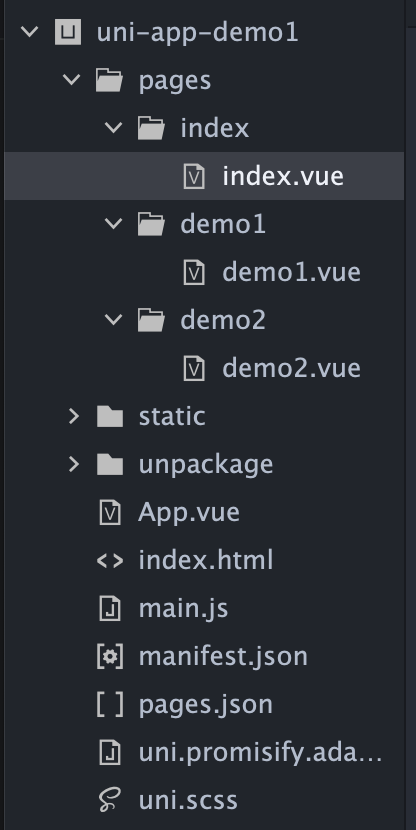 uni-app-demo1
pages
index
index.vue
demo1
demo1.vue
demo2
demo2.vue
static
unpackage
App.vue
index.html
main.js
manifest.json
pages.json
uni.promisify.ada...
uni.scss